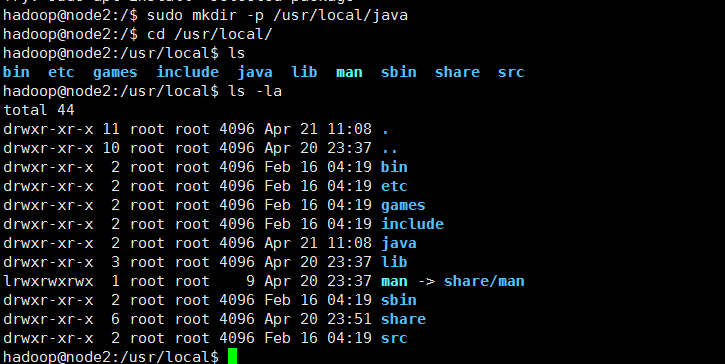 hadoop@node2:/$ sudo mkdir -p /usr/local/java
hadoop@node2:/$ cd /usr/local/
hadoop@node2:/usr/local$ ls
bin  etc  games  include  java  lib  man  sbin  share  src
hadoop@node2:/usr/local$ ls -la
total 44
drwxr-xr-x 11 root root 4096 Apr 21 11:08 .
drwxr-xr-x 10 root root 4096 Apr 20 23:37 ..
drwxr-xr-x  2 root root 4096 Feb 16 04:19 bin
drwxr-xr-x  2 root root 4096 Feb 16 04:19 etc
drwxr-xr-x  2 root root 4096 Feb 16 04:19 games
drwxr-xr-x  2 root root 4096 Feb 16 04:19 include
drwxr-xr-x  2 root root 4096 Apr 21 11:08 java
drwxr-xr-x  3 root root 4096 Apr 20 23:37 lib
lrwxrwxrwx  1 root root    9 Apr 20 23:37 man -> share/man
drwxr-xr-x  2 root root 4096 Feb 16 04:19 sbin
drwxr-xr-x  6 root root 4096 Apr 20 23:51 share
drwxr-xr-x  2 root root 4096 Feb 16 04:19 src
hadoop@node2:/usr/local$